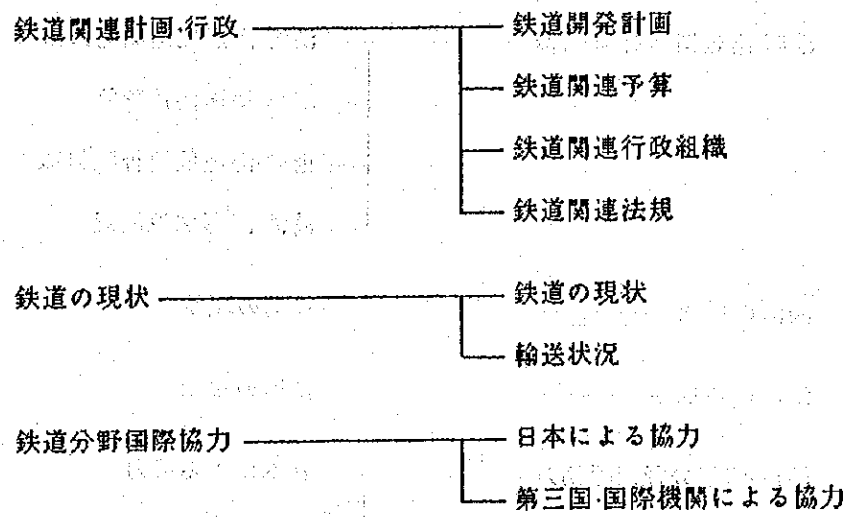 鉄道関連計画·行政
鉄道開発計画
鉄道関連予算
鉄道関連行政組織
鉄道関連法規
鉄道の現状
鉄道の現状
輸送状況
鉄道分野国際協力
日本による協力
第三国·国際機関による協力